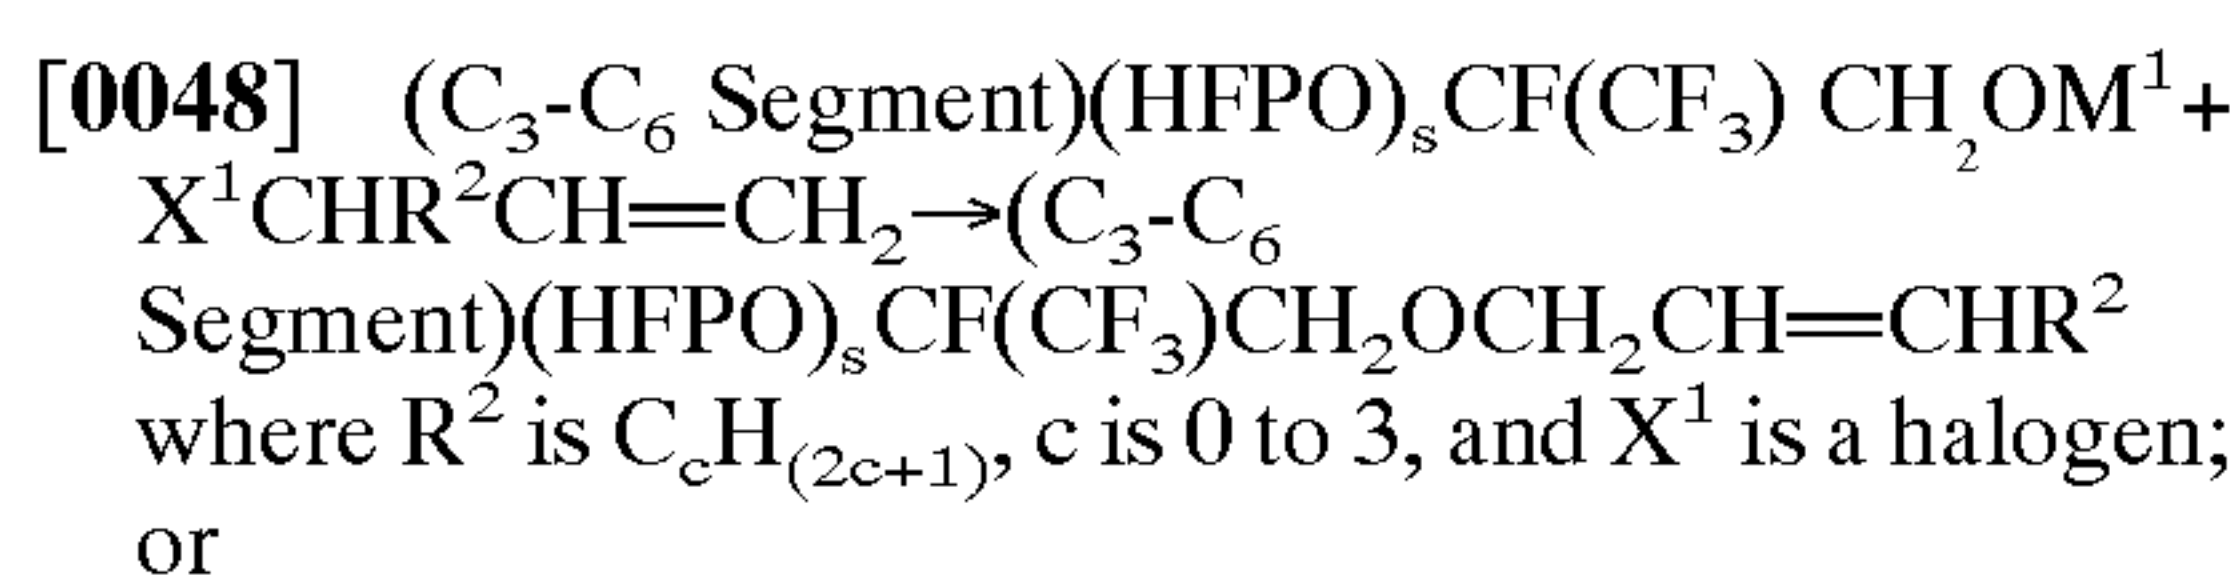 [0048] (C₃-C₆ Segment)(HFPO)ₛCF(CF₃) CH₂OM¹+
X¹CHR²CH=CH₂→(C₃-C₆
Segment)(HFPO)ₛCF(CF₃)CH₂OCH₂CH=CHR²
where R² is C_cH₍₂c₊₁₎, c is 0 to 3, and X¹ is a halogen;
or